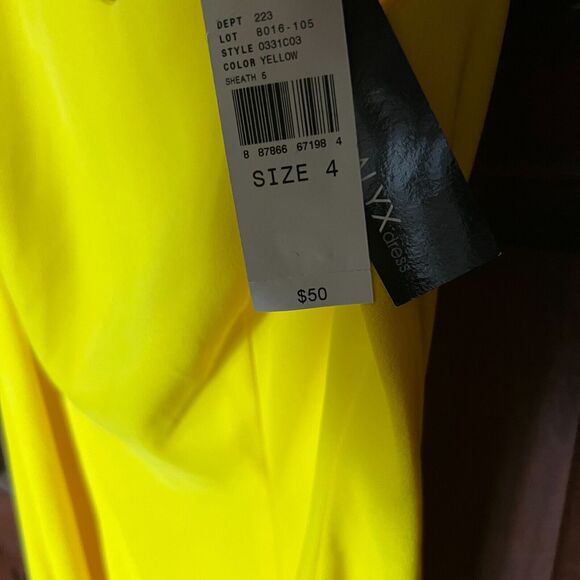 DEPT 223
LOT 8016-105
STYLE 0331C03
COLOR YELLOW
SHEATH 6
8 87866 67198 4
SIZE 4
$50
ALYX
dress